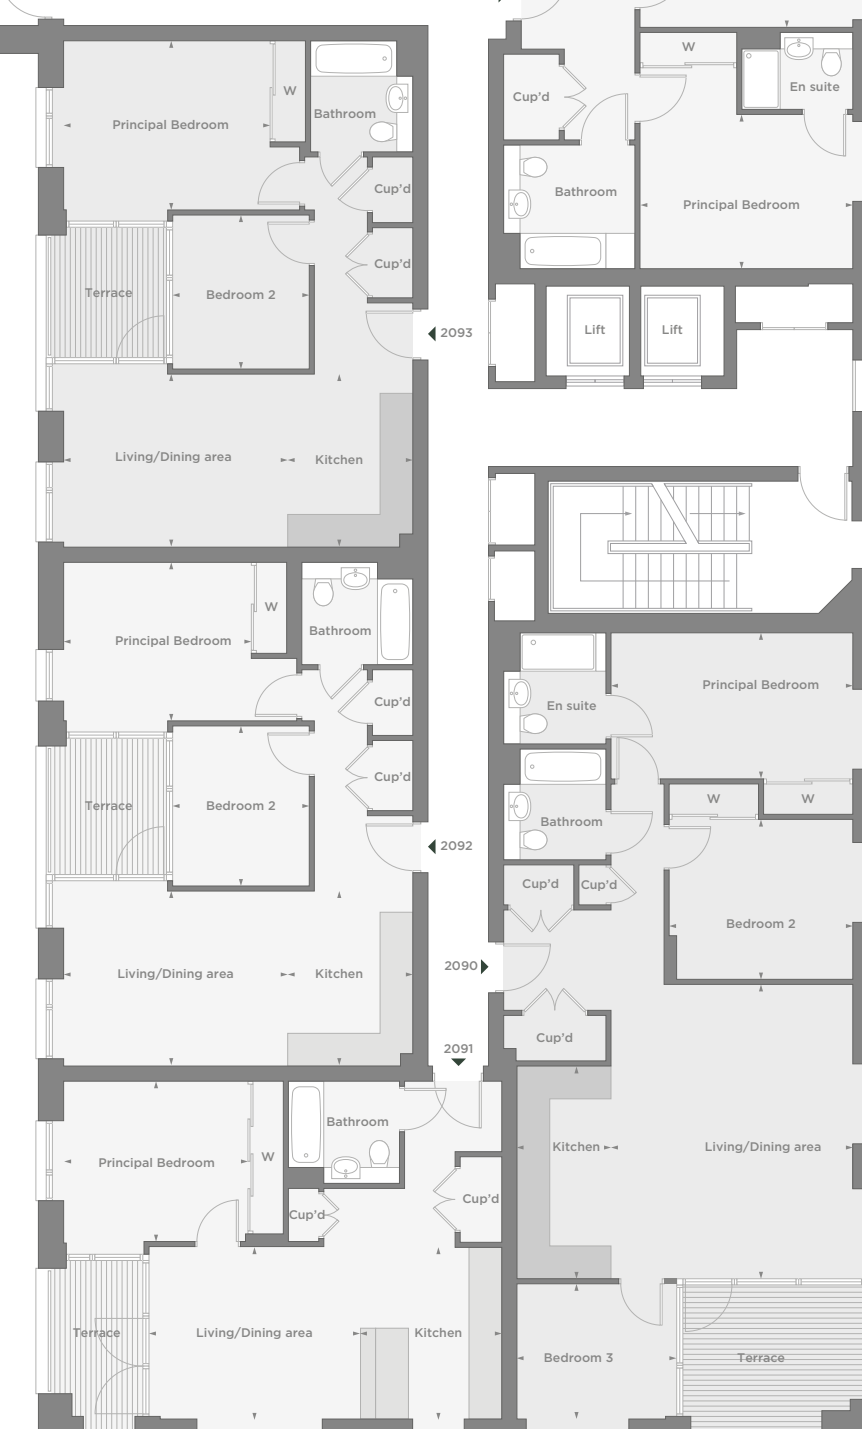 W
En suite
Cup'd
Bathroom
Principal Bedroom
W
Principal Bedroom
Bathroom
Cup'd
Cup'd
Terrace
Bedroom 2
2093
Lift
Lift
Living/Dining area
Kitchen
W
Principal Bedroom
Bathroom
Cup'd
Cup'd
Terrace
Bedroom 2
2092
Living/Dining area
Kitchen
Principal Bedroom
En suite
W
W
Bathroom
Cup'd
Cup'd
Bedroom 2
2090
Cup'd
2091
Kitchen
Living/Dining area
Bathroom
Principal Bedroom
W
Cup'd
Cup'd
Terrace
Living/Dining area
Kitchen
Bedroom 3
Terrace